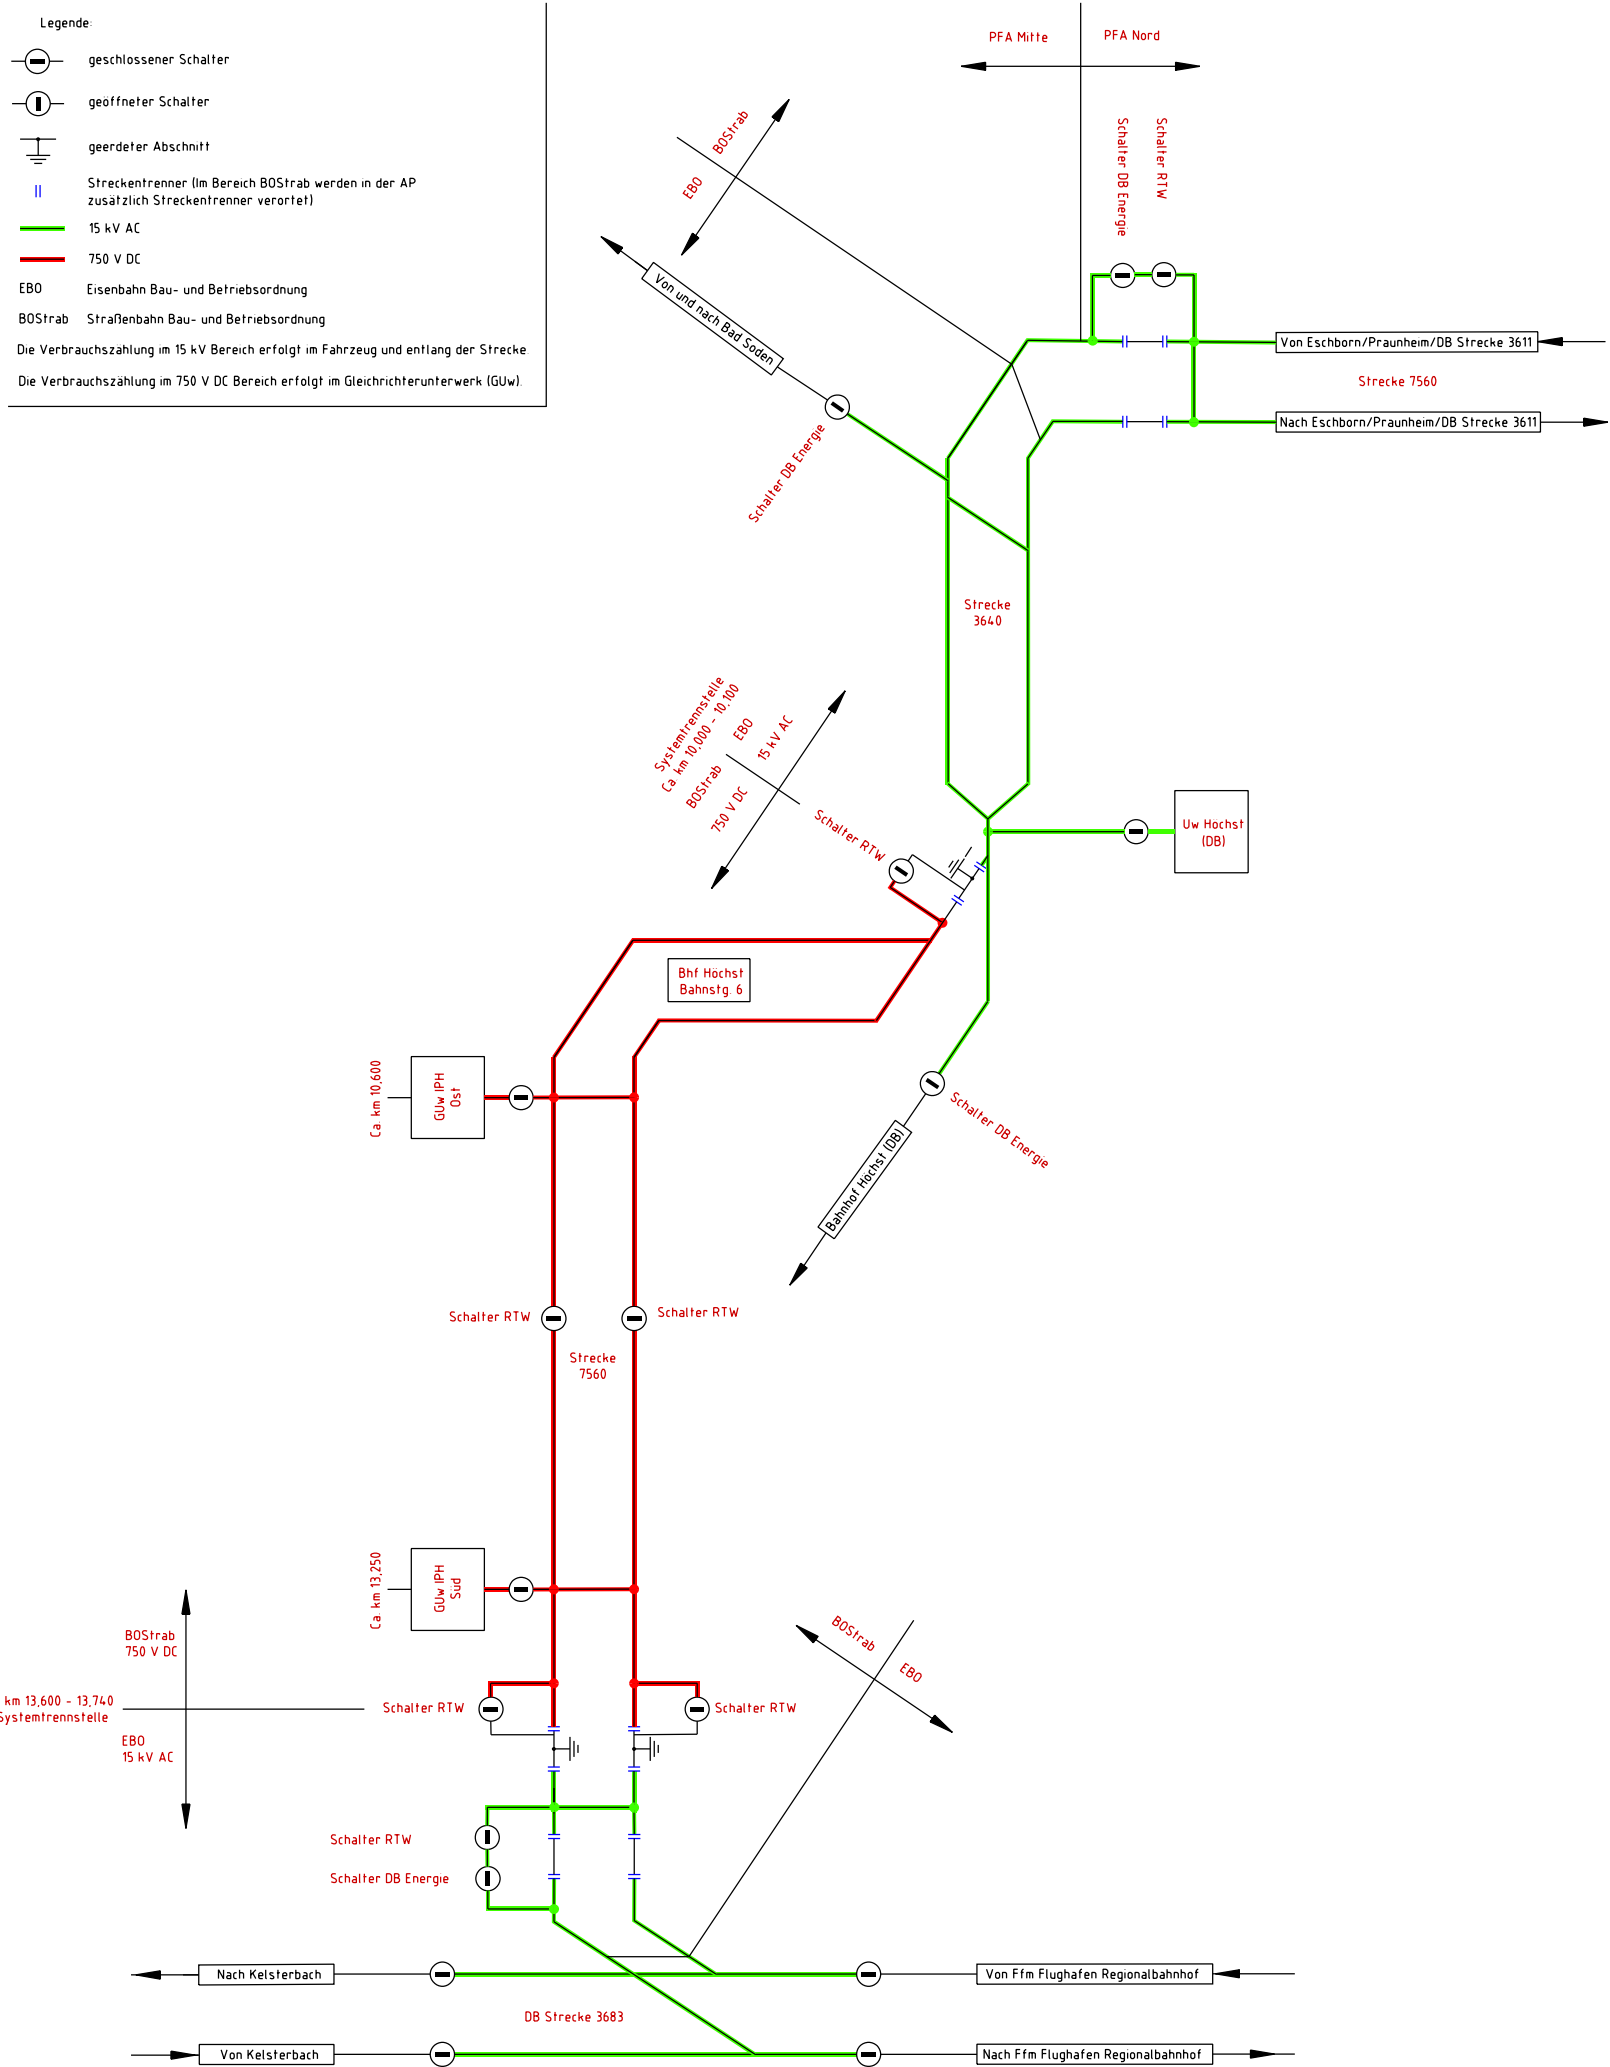 Legende:
geschlossener Schalter
geöffneter Schalter
geerdeter Abschnitt
Streckentrenner (Im Bereich BOStrab werden in der AP
zusätzlich Streckentrenner verortet)
15 kV AC
750 V DC
EBO Eisenbahn Bau- und Betriebsordnung
BOStrab Straßenbahn Bau- und Betriebsordnung
Die Verbrauchszählung im 15 kV Bereich erfolgt im Fahrzeug und entlang der Strecke.
Die Verbrauchszählung im 750 V DC Bereich erfolgt im Gleichrichterunterwerk (GUw).
PFA Mitte
PFA Nord
BOStrab
EBO
Schalter DB Energie
Schalter RTW
Von und nach Bad Soden
Schalter DB Energie
Von Eschborn/Praunheim/DB Strecke 3611
Strecke 7560
Nach Eschborn/Praunheim/DB Strecke 3611
Strecke
3640
Systemtrennstelle
Ca. km 10,000 - 10,100
EBO
15 kV AC
BOStrab
750 V DC
Schalter RTW
Uw Höchst
(DB)
Bhf Höchst
Bahnstg. 6
Ca. km 10,600
GUw IPH
Ost
Schalter DB Energie
Bahnhof Höchst (DB)
Schalter RTW
Schalter RTW
Strecke
7560
Ca. km 13,250
GUw IPH
Süd
BOStrab
750 V DC
km 13,600 - 13,740
Systemtrennstelle
EBO
15 kV AC
BOStrab
EBO
Schalter RTW
Schalter RTW
Schalter RTW
Schalter DB Energie
Nach Kelsterbach
Von Ffm Flughafen Regionalbahnhof
DB Strecke 3683
Von Kelsterbach
Nach Ffm Flughafen Regionalbahnhof